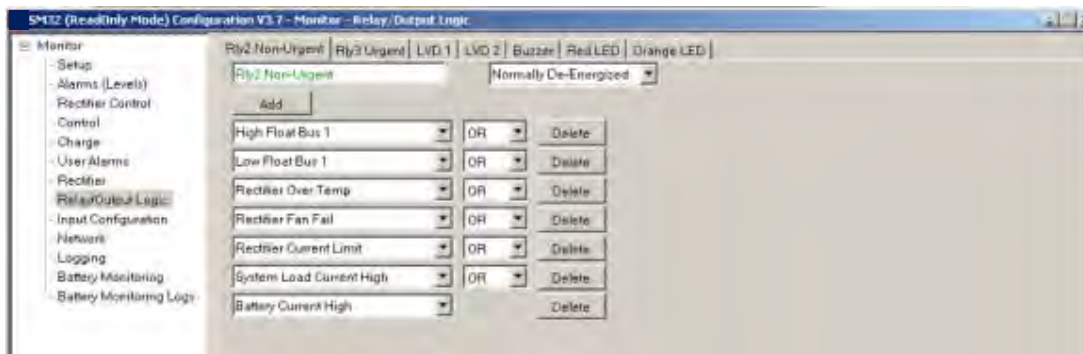 SM32 (ReadOnly Mode) Configuration V3.7 - Monitor - Relay/Output Logic
Monitor
Setup
Alarms (Levels)
Rectifier Control
Control
Charge
User Alarms
Rectifier
Relay/Output Logic
Input Configuration
Network
Logging
Battery Monitoring
Battery Monitoring Logs
Rly2 Non-Urgent Rly3 Urgent LVD 1 LVD 2 Buzzer Red LED Orange LED
Rly2 Non-Urgent Normally De-Energized
Add
High Float Bus 1 OR Delete
Low Float Bus 1 OR Delete
Rectifier Over Temp OR Delete
Rectifier Fan Fail OR Delete
Rectifier Current Limit OR Delete
System Load Current High OR Delete
Battery Current High Delete